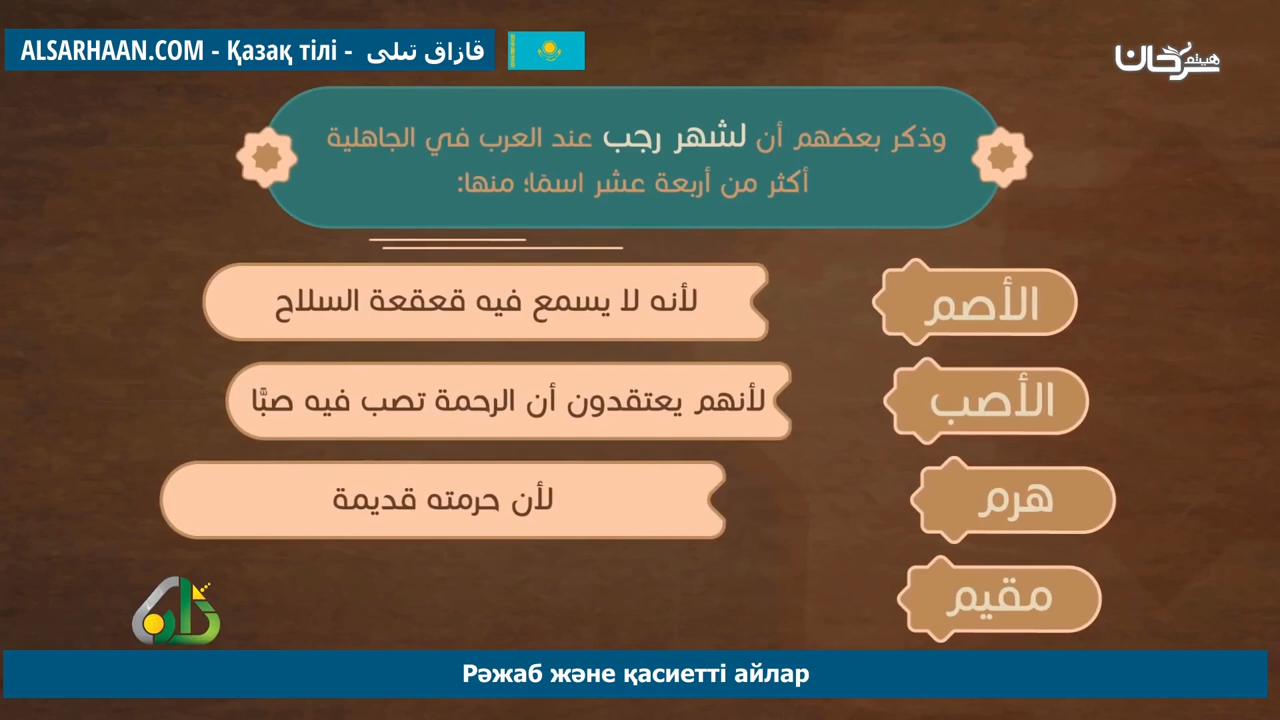 ALSARHAAN.COM - Қазақ тілі - قازاق تىلى
هيثم سرحان
وذكر بعضهم أن لشهر رجب عند العرب في الجاهلية
أكثر من أربعة عشر اسمًا؛ منها:
الأصم
لأنه لا يسمع فيه قعقعة السلاح
الأصب
لأنهم يعتقدون أن الرحمة تصب فيه صبًّا
هرم
لأن حرمته قديمة
مقيم
Рәжаб және қасиетті айлар